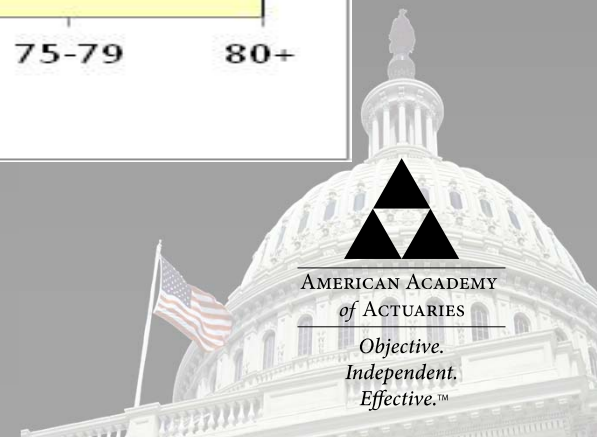 75-79 80+
AMERICAN ACADEMY
of ACTUARIES
Objective.
Independent.
Effective.™